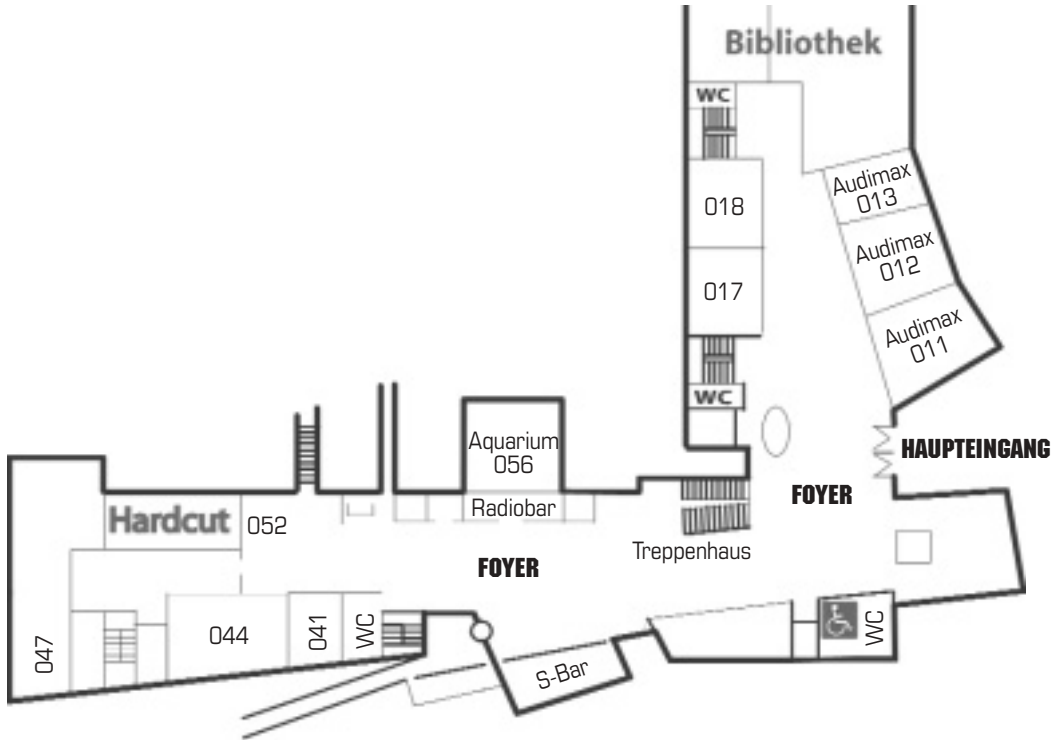 Bibliothek
WC
Audimax
013
018
Audimax
012
017
Audimax
011
WC
HAUPTEINGANG
Aquarium
056
FOYER
Radiobar
Hardcut
052
Treppenhaus
FOYER
047
044
041
WC
WC
S-Bar